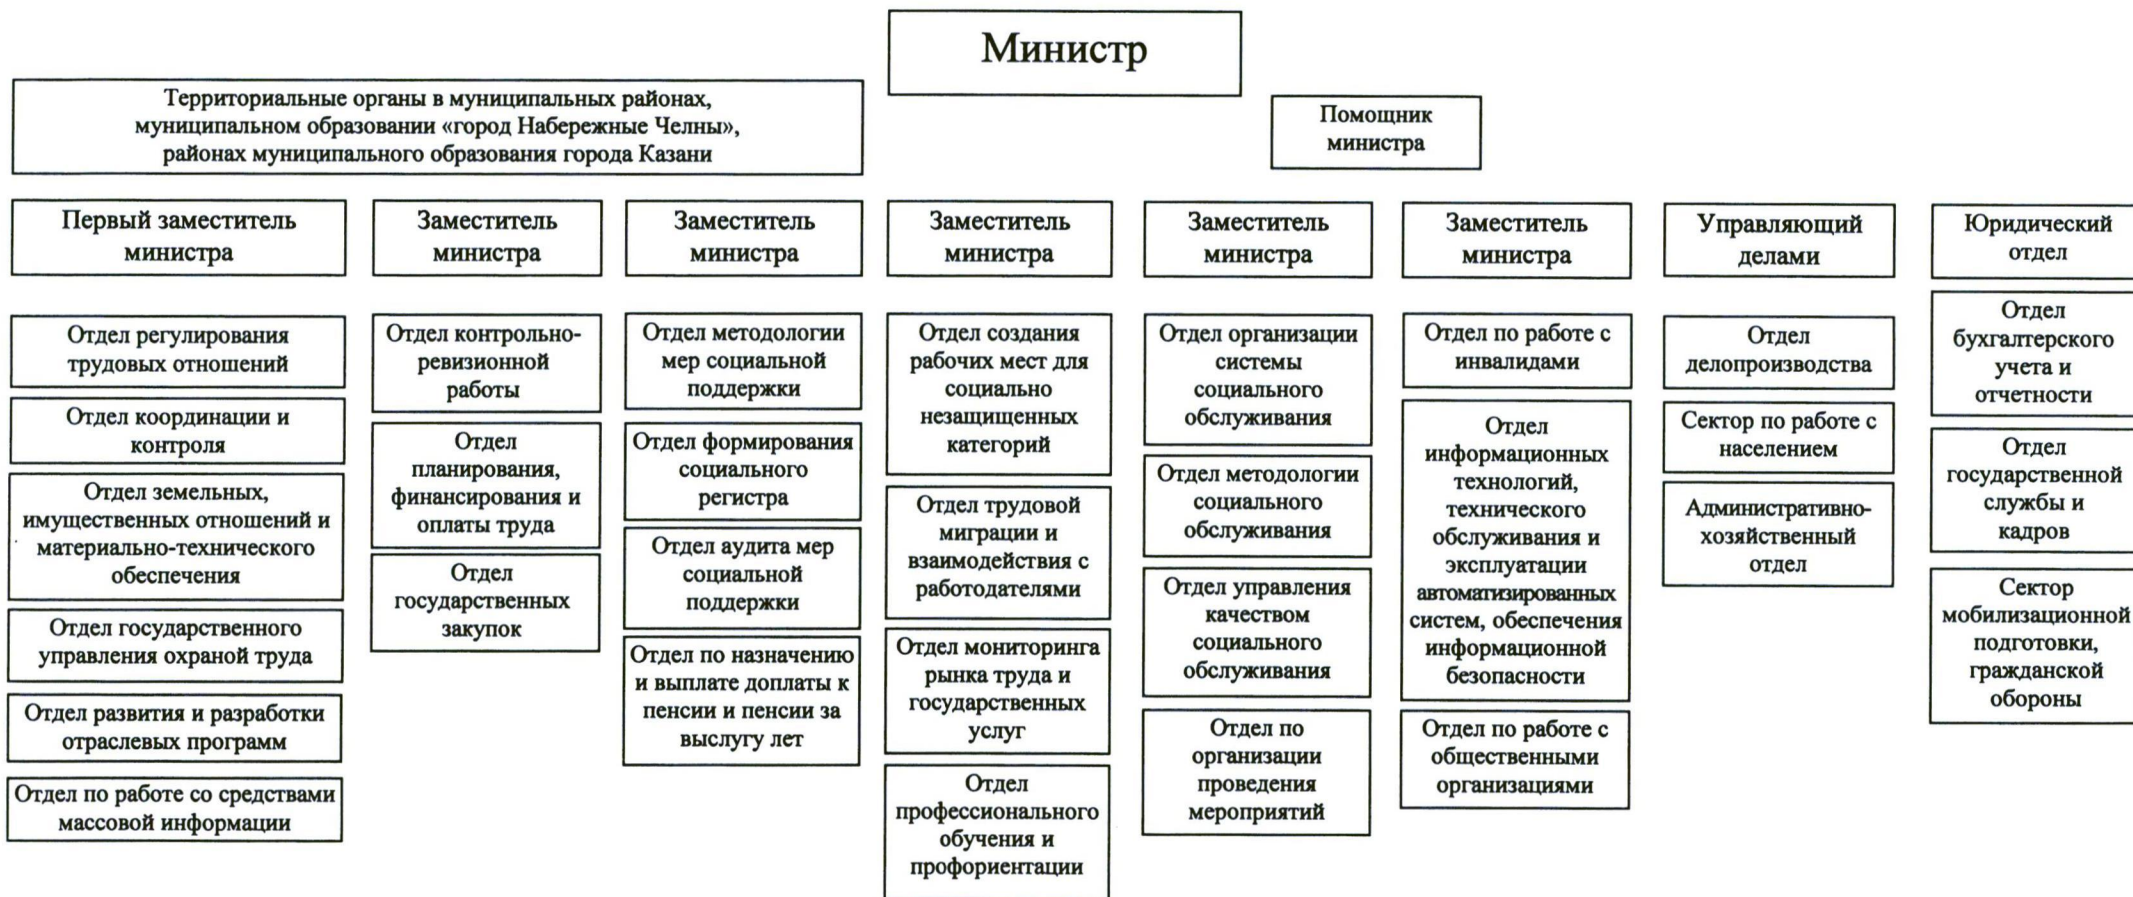 Министр
Территориальные органы в муниципальных районах,
муниципальном образовании «город Набережные Челны»,
районах муниципального образования города Казани
Помощник
министра
Первый заместитель
министра
Отдел регулирования
трудовых отношений
Отдел координации и
контроля
Отдел земельных,
имущественных отношений и
материально-технического
обеспечения
Отдел государственного
управления охраной труда
Отдел развития и разработки
отраслевых программ
Отдел по работе со средствами
массовой информации
Заместитель
министра
Отдел контрольно-
ревизионной
работы
Отдел
планирования,
финансирования и
оплаты труда
Отдел
государственных
закупок
Заместитель
министра
Отдел методологии
мер социальной
поддержки
Отдел формирования
социального
регистра
Отдел аудита мер
социальной
поддержки
Отдел по назначению
и выплате доплаты к
пенсии и пенсии за
выслугу лет
Заместитель
министра
Отдел создания
рабочих мест для
социально
незащищенных
категорий
Отдел трудовой
миграции и
взаимодействия с
работодателями
Отдел мониторинга
рынка труда и
государственных
услуг
Отдел
профессионального
обучения и
профориентации
Заместитель
министра
Отдел организации
системы
социального
обслуживания
Отдел методологии
социального
обслуживания
Отдел управления
качеством
социального
обслуживания
Отдел по
организации
проведения
мероприятий
Заместитель
министра
Отдел по работе с
инвалидами
Отдел
информационных
технологий,
технического
обслуживания и
эксплуатации
автоматизированных
систем, обеспечения
информационной
безопасности
Отдел по работе с
общественными
организациями
Управляющий
делами
Отдел
делопроизводства
Сектор по работе с
населением
Административно-
хозяйственный
отдел
Юридический
отдел
Отдел
бухгалтерского
учета и
отчетности
Отдел
государственной
службы и
кадров
Сектор
мобилизационной
подготовки,
гражданской
обороны